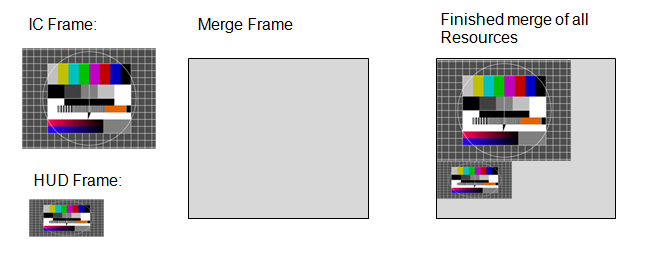 IC Frame:
Merge Frame
Finished merge of all
Resources
HUD Frame: